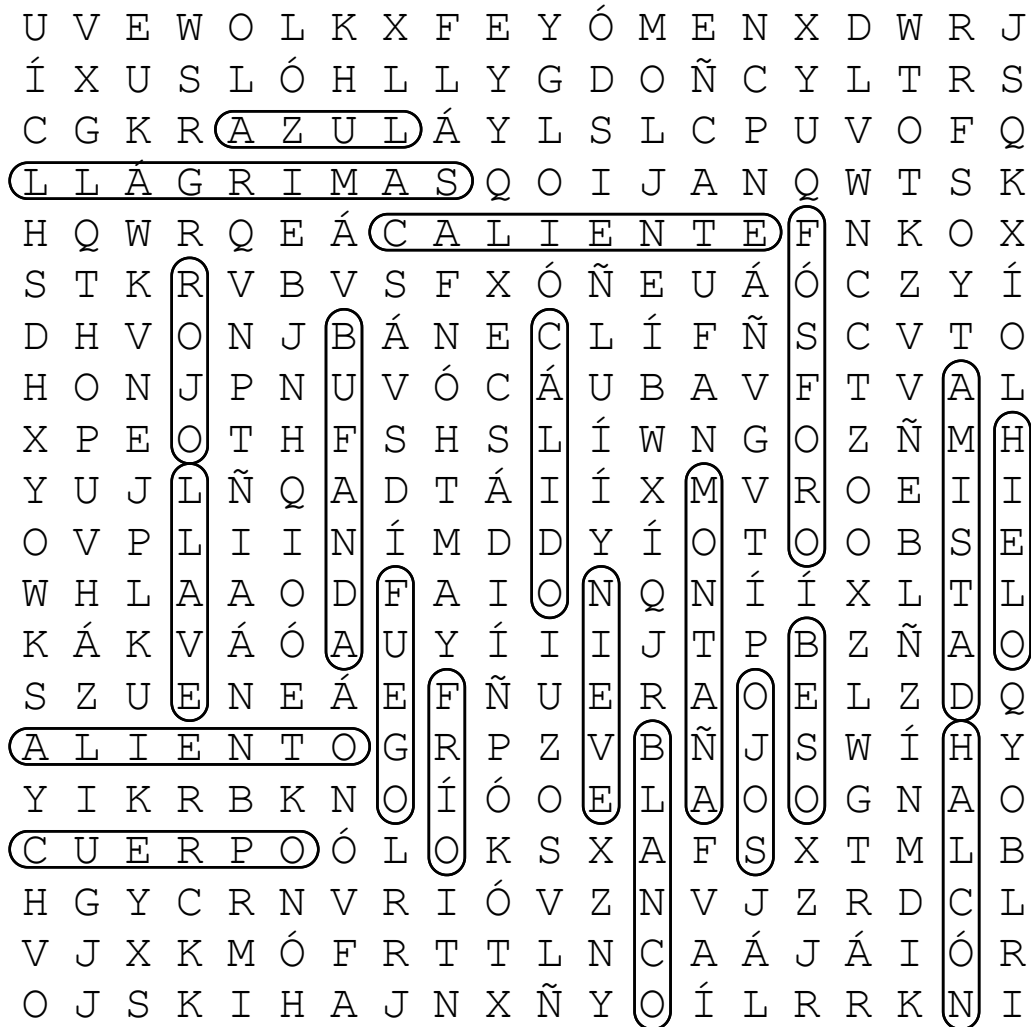 U V E W O L K X F E Y Ó M E N X D W R J
Í X U S L Ó H L L Y G D O Ñ C Y L T R S
C G K R A Z U L Á Y L S L C P U V O F Q
L L Á G R I M A S Q O I J A N Q W T S K
H Q W R Q E Á C A L I E N T E F N K O X
S T K R V B V S F X Ó Ñ E U Á Ó C Z Y Í
D H V O N J B Á N E C L Í F Ñ S C V T O
H O N J P N U V Ó C Á U B A V F T V A L
X P E O T H F S H S L Í W N G O Z Ñ M H
Y U J L Ñ Q A D T Á I Í X M V R O E I I
O V P L I I N Í M D D Y Í O T O O B S E
W H L A A O D F A I O N Q N Í Í X L T L
K Á K V Á Ó A U Y Í I I J T P B Z Ñ A O
S Z U E N E Á E F Ñ U E R A O E L Z D Q
A L I E N T O G R P Z V B Ñ J S W Í H Y
Y I K R B K N O Í Ó O E L A O O G N A O
C U E R P O Ó L O K S X A F S X T M L B
H G Y C R N V R I Ó V Z N V J Z R D C L
V J X K M Ó F R T T L N C A Á J Á I Ó R
O J S K I H A J N X Ñ Y O Í L R R K N I